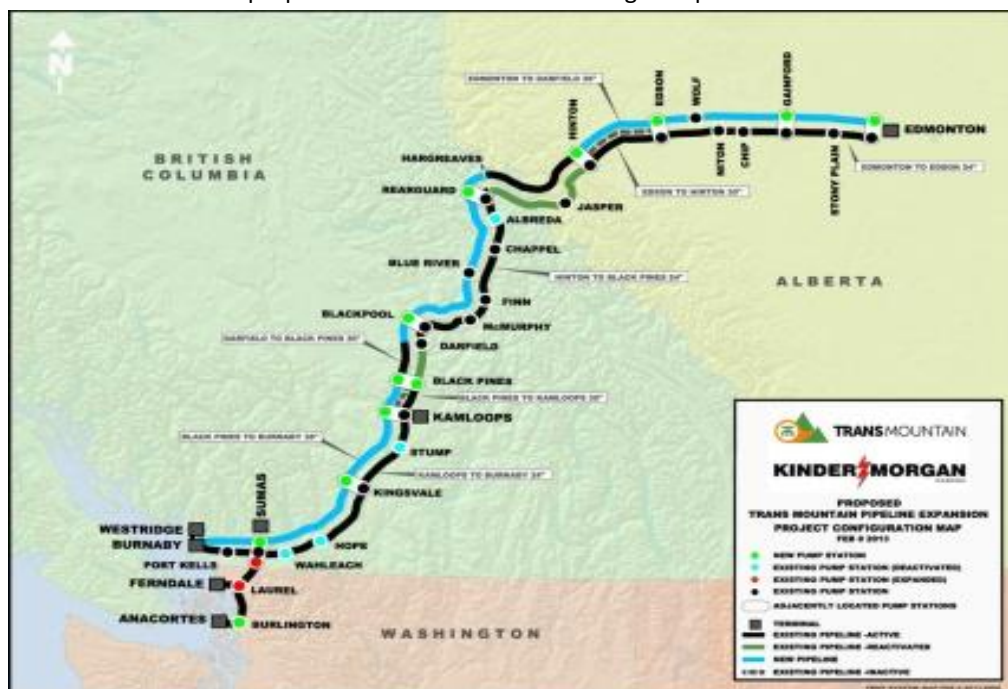 N
EDMONTON TO DARFIELD 36"
EDSON
WOLF
GAINFORD
HINTON
EDMONTON
BRITISH
COLUMBIA
HARGREAVES
NITON
CHIP
STONY PLAIN
EDMONTON TO EDSON 24"
REARGUARD
EDSON TO HINTON
JASPER
ALBREDA
CHAPPEL
BLUE RIVER
HINTON TO BLACK PINES 24"
ALBERTA
FINN
BLACKPOOL
McMURPHY
DARFIELD
DARFIELD TO BLACK PINES 30"
BLACK PINES
BLACK PINES TO KAMLOOPS 30"
KAMLOOPS
TRANSMOUNTAIN
BLACK PINES TO BURNABY 36"
STUMP
KINDER MORGAN
KAMLOOPS TO BURNABY 24"
KINGSVALE
SUMAS
PROPOSED
TRANS MOUNTAIN PIPELINE EXPANSION
PROJECT CONFIGURATION MAP
FEB 8 2013
WESTRIDGE
BURNABY
HOPE
PORT KELLS
WAHLEACH
NEW PUMP STATION
EXISTING PUMP STATION (DEACTIVATED)
EXISTING PUMP STATION (EXPANDED)
EXISTING PUMP STATION
FERNDALE
LAUREL
ADJACENTLY LOCATED PUMP STATIONS
ANACORTES
BURLINGTON
TERMINAL
WASHINGTON
EXISTING PIPELINE -ACTIVE
EXISTING PIPELINE -REACTIVATED
NEW PIPELINE
EXISTING PIPELINE -INACTIVE